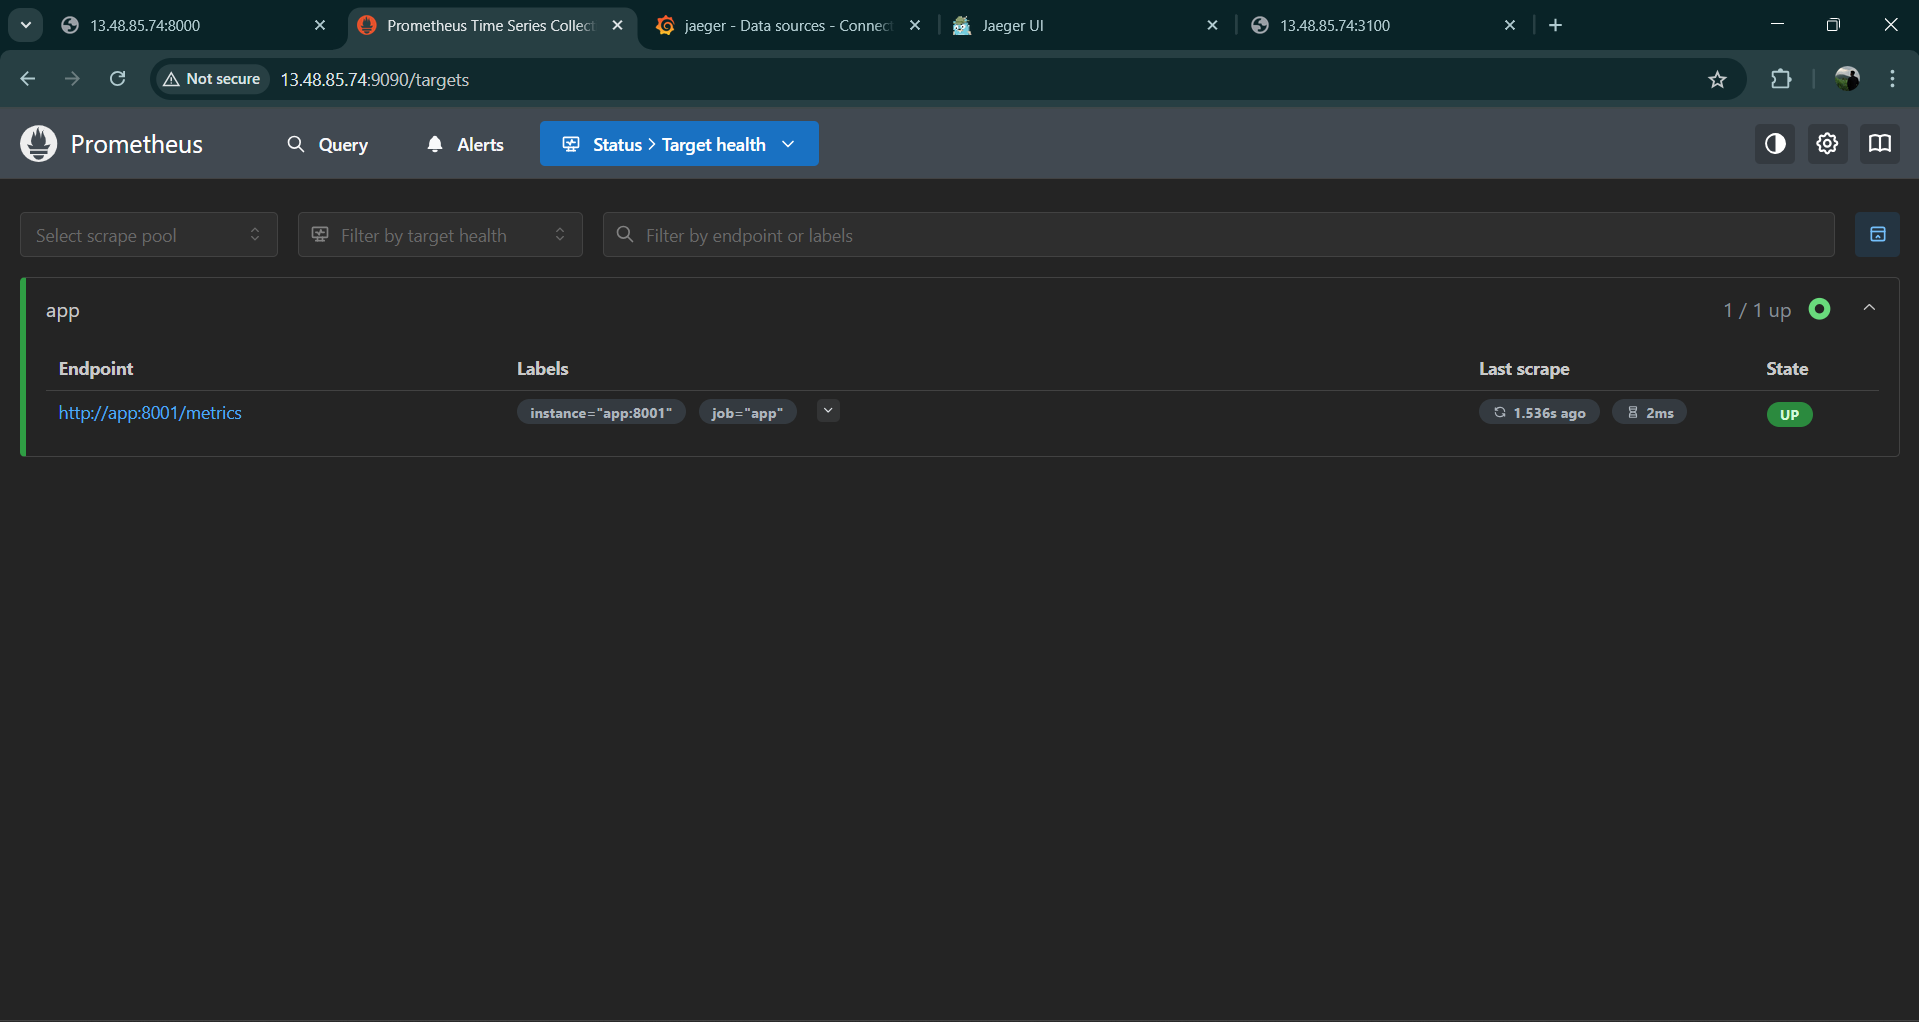 13.48.85.74:8000
Prometheus Time Series Collect
jaeger - Data sources - Connect
Jaeger UI
13.48.85.74:3100
Not secure
13.48.85.74:9090/targets
Prometheus
Query
Alerts
Status > Target health
Select scrape pool
Filter by target health
Filter by endpoint or labels
app
1 / 1 up
Endpoint
Labels
Last scrape
State
http://app:8001/metrics
instance="app:8001"
job="app"
1.536s ago
2ms
UP